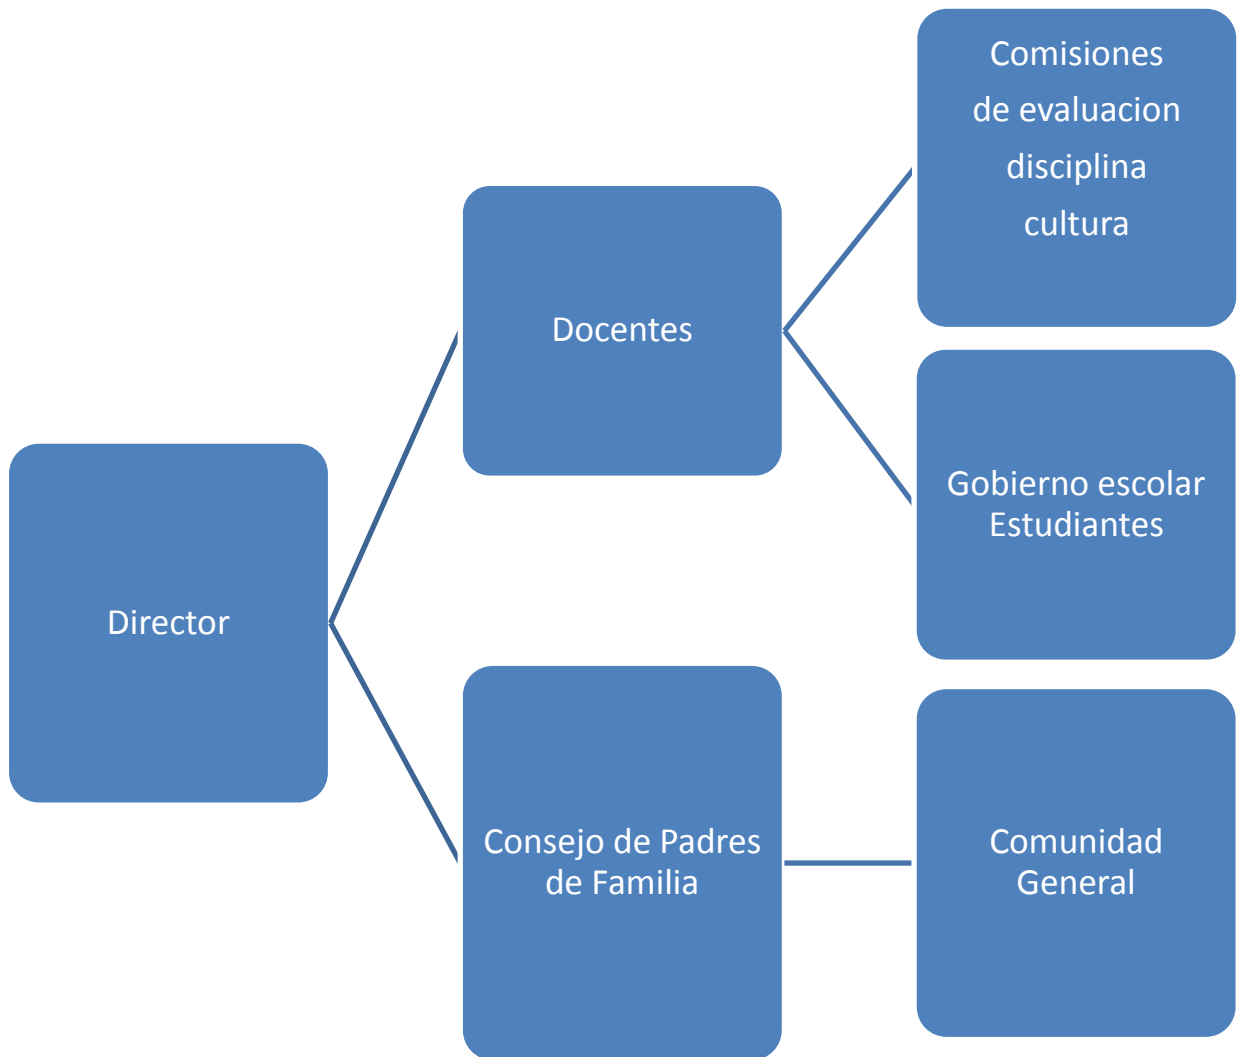 Comisiones
de evaluacion
disciplina
cultura
Docentes
Gobierno escolar
Estudiantes
Director
Consejo de Padres
de Familia
Comunidad
General